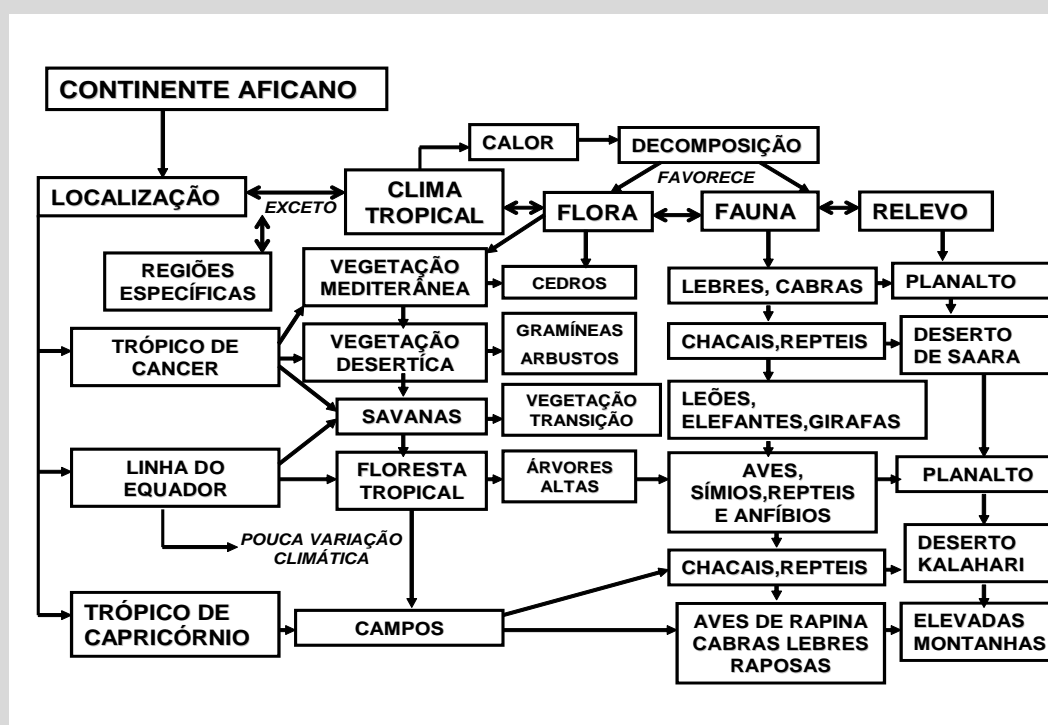 CONTINENTE AFICANO
CALOR
DECOMPOSIÇÃO
FAVORECE
LOCALIZAÇÃO
EXCETO
CLIMA
TROPICAL
FLORA
FAUNA
RELEVO
REGIÕES
ESPECÍFICAS
VEGETAÇÃO
MEDITERÂNEA
CEDROS
LEBRES, CABRAS
PLANALTO
TRÓPICO DE
CANCER
VEGETAÇÃO
DESERTÍCA
GRAMÍNEAS
ARBUSTOS
CHACAIS,REPTEIS
DESERTO
DE SAARA
SAVANAS
VEGETAÇÃO
TRANSIÇÃO
LEÕES,
ELEFANTES,GIRAFAS
LINHA DO
EQUADOR
FLORESTA
TROPICAL
ÁRVORES
ALTAS
AVES,
SÍMIOS,REPTEIS
E ANFÍBIOS
PLANALTO
POUCA VARIAÇÃO
CLIMÁTICA
CHACAIS,REPTEIS
DESERTO
KALAHARI
TRÓPICO DE
CAPRICÓRNIO
CAMPOS
AVES DE RAPINA
CABRAS LEBRES
RAPOSAS
ELEVADAS
MONTANHAS